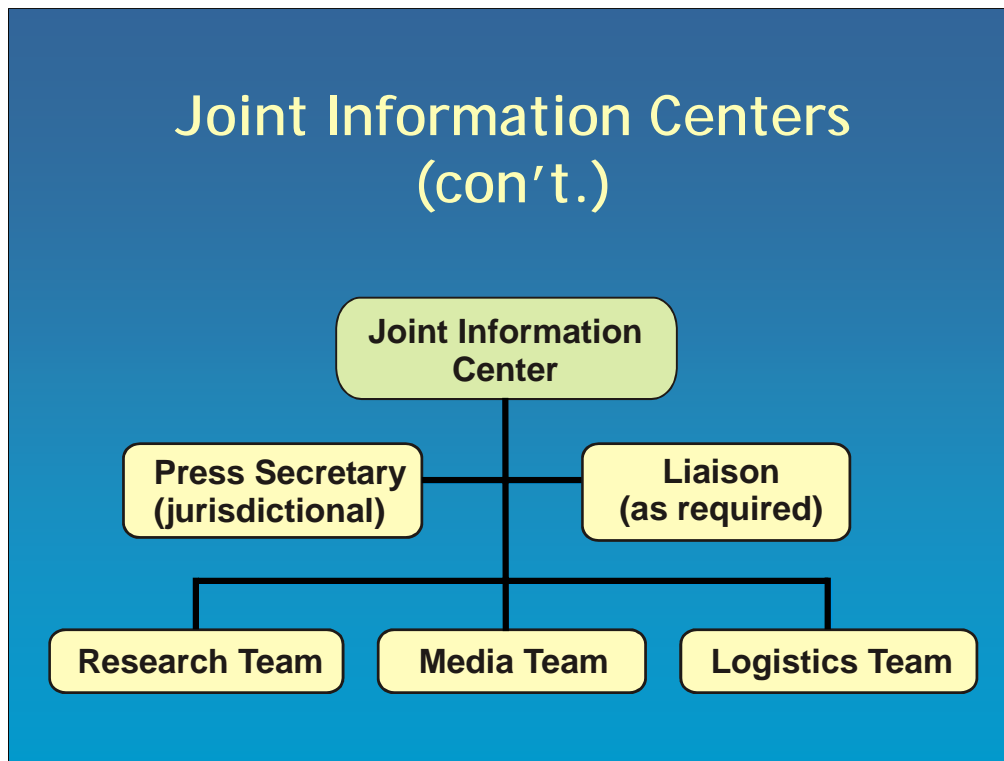 Joint Information Centers
(con't.)
Joint Information
Center
Press Secretary
(jurisdictional)
Liaison
(as required)
Research Team
Media Team
Logistics Team